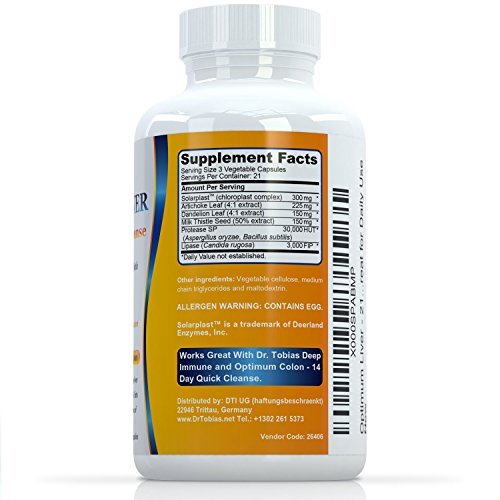 Supplement Facts
Serving Size 3 Vegetable Capsules
Servings Per Container: 21
Amount Per Serving
Solarplast™ (chloroplast complex) 300 mg *
Artichoke Leaf (4:1 extract) 225 mg *
Dandelion Leaf (4:1 extract) 150 mg *
Milk Thistle Seed (50% extract) 150 mg *
Protease SP 30,000 HUT *
(Aspergillus oryzae, Bacillus subtilis)
Lipase (Candida rugosa) 3,000 FIP *
*Daily Value not established.
Other ingredients: Vegetable cellulose, medium
chain triglycerides and maltodextrin.
ALLERGEN WARNING: CONTAINS EGG.
Solarplast™ is a trademark of Deerland
Enzymes, Inc.
Works Great With Dr. Tobias Deep
Immune and Optimum Colon - 14
Day Quick Cleanse.
Distributed by: DTI UG (haftungsbeschraenkt)
22946 Trittau, Germany
www.DrTobias.net Tel.: +1302 261 5373
Vendor Code: 26406
X000SPABMP
Optimum Liver - 21...reat for Daily Use
New